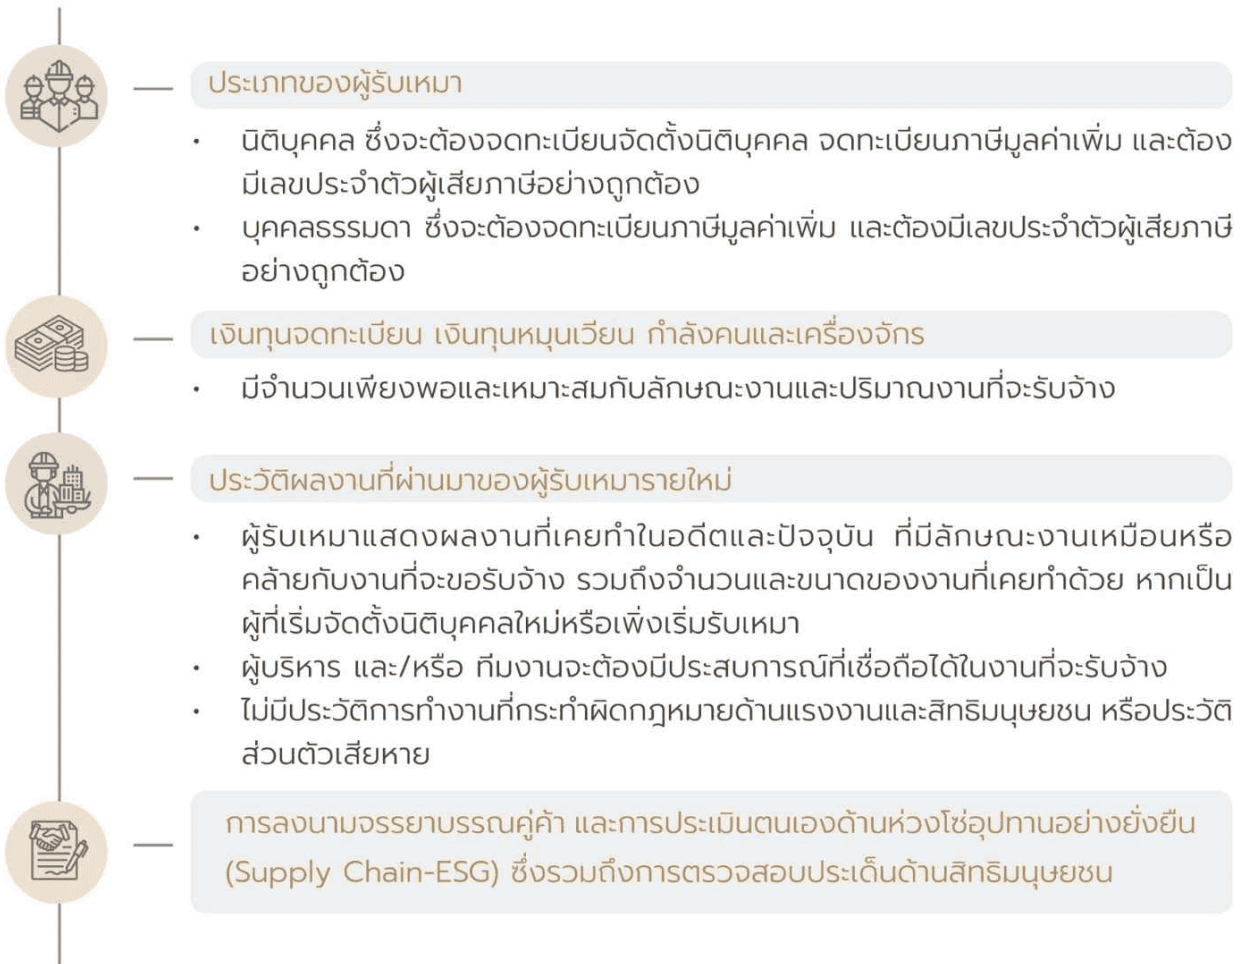 ประเภทของผู้รับเหมา
• นิติบุคคล ซึ่งจะต้องจดทะเบียนจัดตั้งนิติบุคคล จดทะเบียนภาษีมูลค่าเพิ่ม และต้อง
มีเลขประจำตัวผู้เสียภาษีอย่างถูกต้อง
• บุคคลธรรมดา ซึ่งจะต้องจดทะเบียนภาษีมูลค่าเพิ่ม และต้องมีเลขประจำตัวผู้เสียภาษี
อย่างถูกต้อง
เงินทุนจดทะเบียน เงินทุนหมุนเวียน กำลังคนและเครื่องจักร
• มีจำนวนเพียงพอและเหมาะสมกับลักษณะงานและปริมาณงานที่จะรับจ้าง
ประวัติผลงานที่ผ่านมาของผู้รับเหมารายใหม่
• ผู้รับเหมาแสดงผลงานที่เคยทำในอดีตและปัจจุบัน ที่มีลักษณะงานเหมือนหรือ
คล้ายกับงานที่จะขอรับจ้าง รวมถึงจำนวนและขนาดของงานที่เคยทำด้วย หากเป็น
ผู้ที่เริ่มจัดตั้งนิติบุคคลใหม่หรือเพิ่งเริ่มรับเหมา
• ผู้บริหาร และ/หรือ ทีมงานจะต้องมีประสบการณ์ที่เชื่อถือได้ในงานที่จะรับจ้าง
• ไม่มีประวัติการทำงานที่กระทำผิดกฎหมายด้านแรงงานและสิทธิมนุษยชน หรือประวัติ
ส่วนตัวเสียหาย
การลงนามจรรยาบรรณคู่ค้า และการประเมินตนเองด้านห่วงโซ่อุปทานอย่างยั่งยืน
(Supply Chain-ESG) ซึ่งรวมถึงการตรวจสอบประเด็นด้านสิทธิมนุษยชน